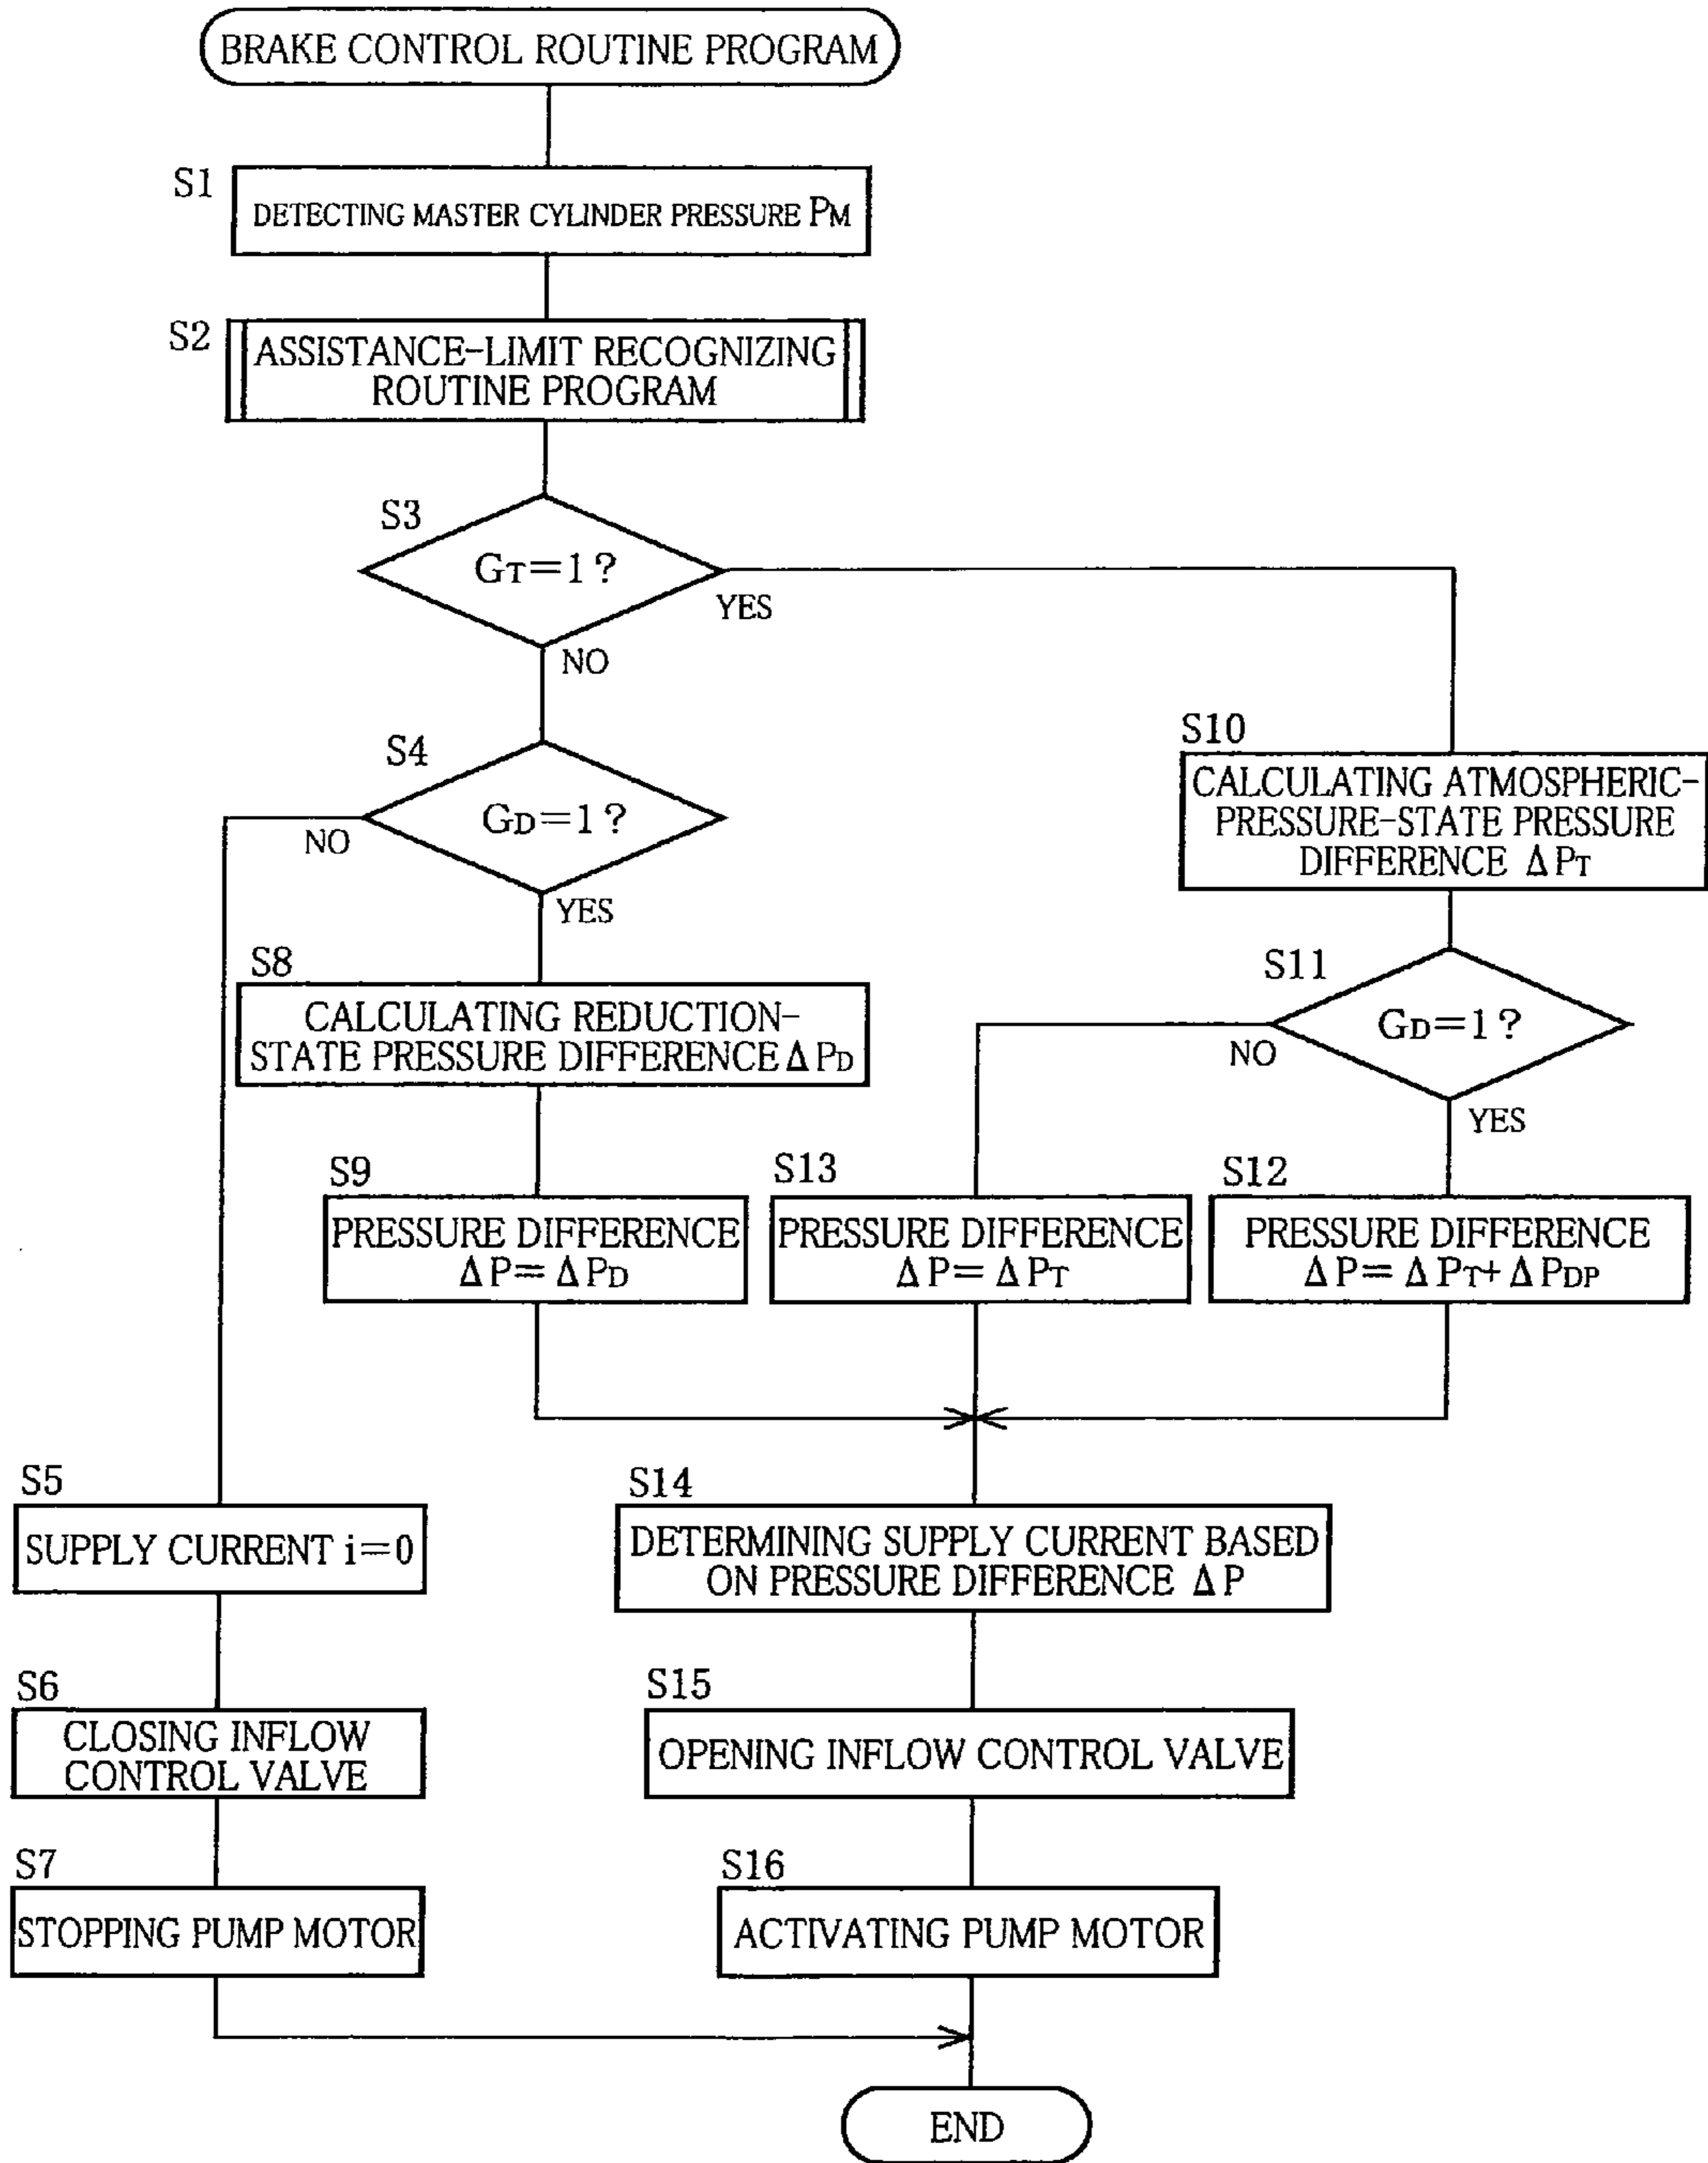 BRAKE CONTROL ROUTINE PROGRAM
S1
DETECTING MASTER CYLINDER PRESSURE PM
S2
ASSISTANCE-LIMIT RECOGNIZING
ROUTINE PROGRAM
S3
GT=1?
YES
NO
S4
GD=1?
NO
YES
S10
CALCULATING ATMOSPHERIC-
PRESSURE-STATE PRESSURE
DIFFERENCE ΔPT
S8
CALCULATING REDUCTION-
STATE PRESSURE DIFFERENCE ΔPD
S11
GD=1?
NO
YES
S9
PRESSURE DIFFERENCE
ΔP=ΔPD
S13
PRESSURE DIFFERENCE
ΔP=ΔPT
S12
PRESSURE DIFFERENCE
ΔP=ΔPT+ΔPDP
S5
SUPPLY CURRENT i=0
S14
DETERMINING SUPPLY CURRENT BASED
ON PRESSURE DIFFERENCE ΔP
S6
CLOSING INFLOW
CONTROL VALVE
S15
OPENING INFLOW CONTROL VALVE
S7
STOPPING PUMP MOTOR
S16
ACTIVATING PUMP MOTOR
END